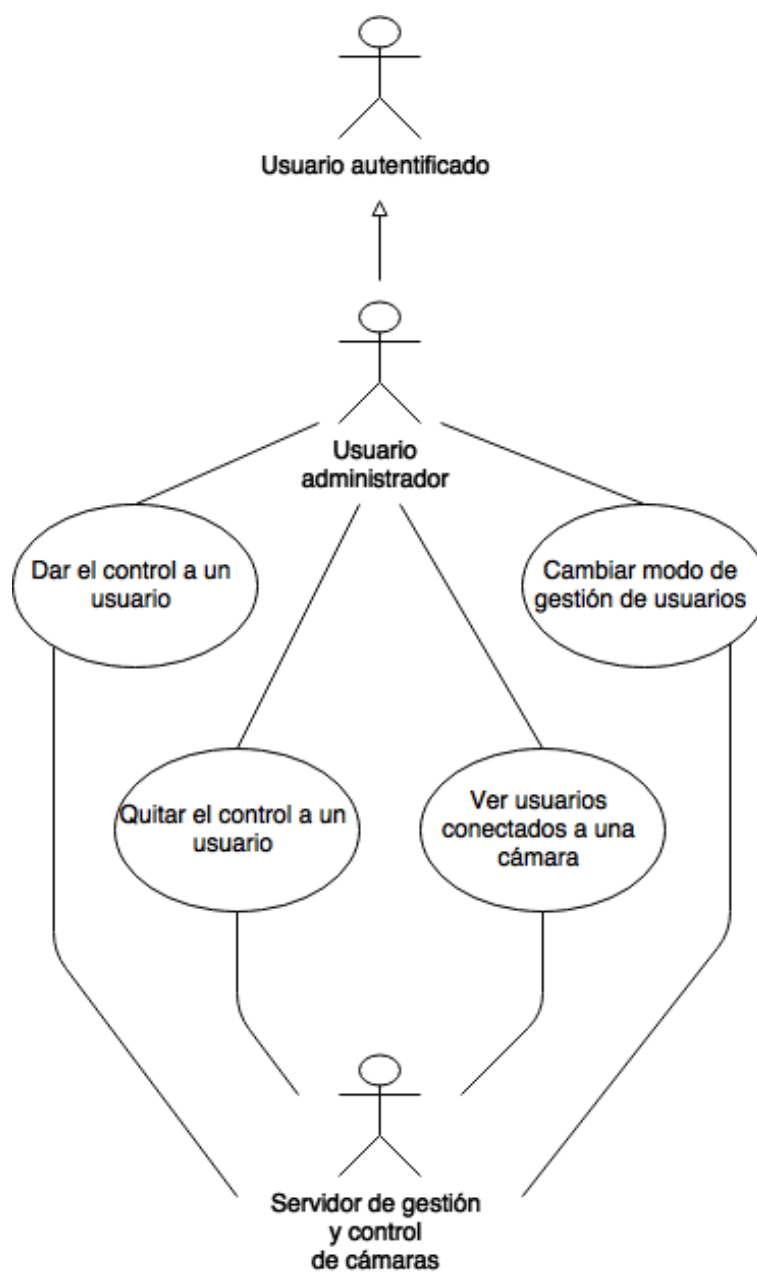 Usuario autentificado
Usuario
administrador
Dar el control a un
usuario
Cambiar modo de
gestión de usuarios
Quitar el control a un
usuario
Ver usuarios
conectados a una
cámara
Servidor de gestión
y control
de cámaras